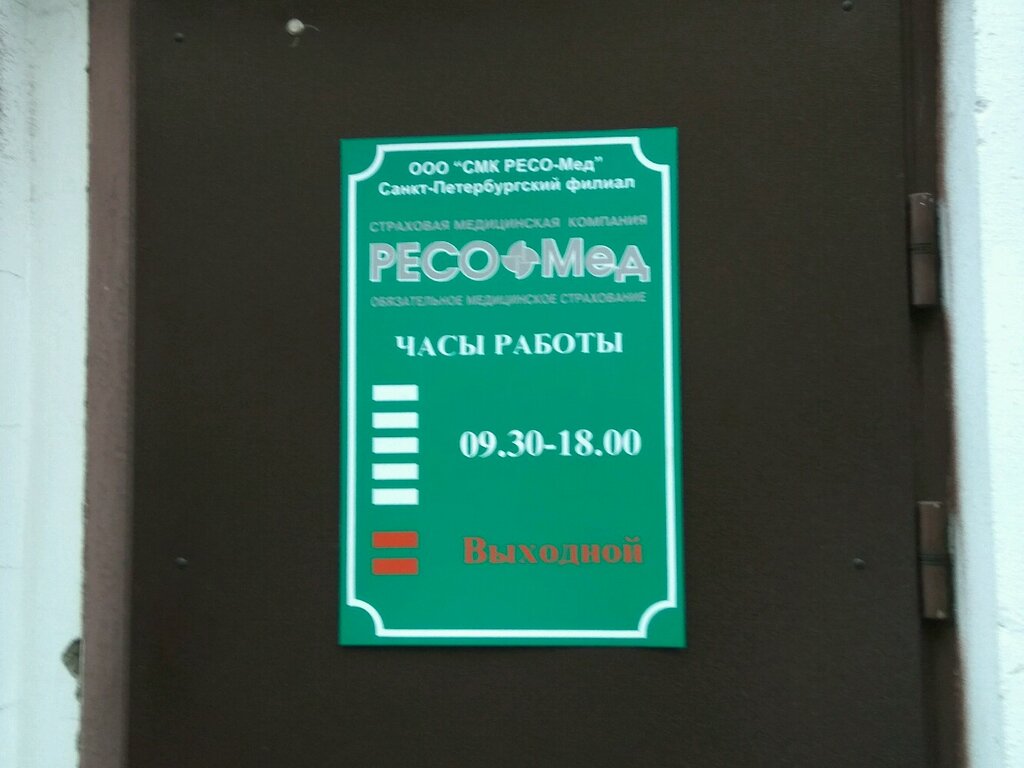 ООО "СМК РЕСО-Мед"
Санкт-Петербургский филиал
СТРАХОВАЯ МЕДИЦИНСКАЯ КОМПАНИЯ
РЕСО Мед
ОБЯЗАТЕЛЬНОЕ МЕДИЦИНСКОЕ СТРАХОВАНИЕ
ЧАСЫ РАБОТЫ
09.30-18.00
Выходной